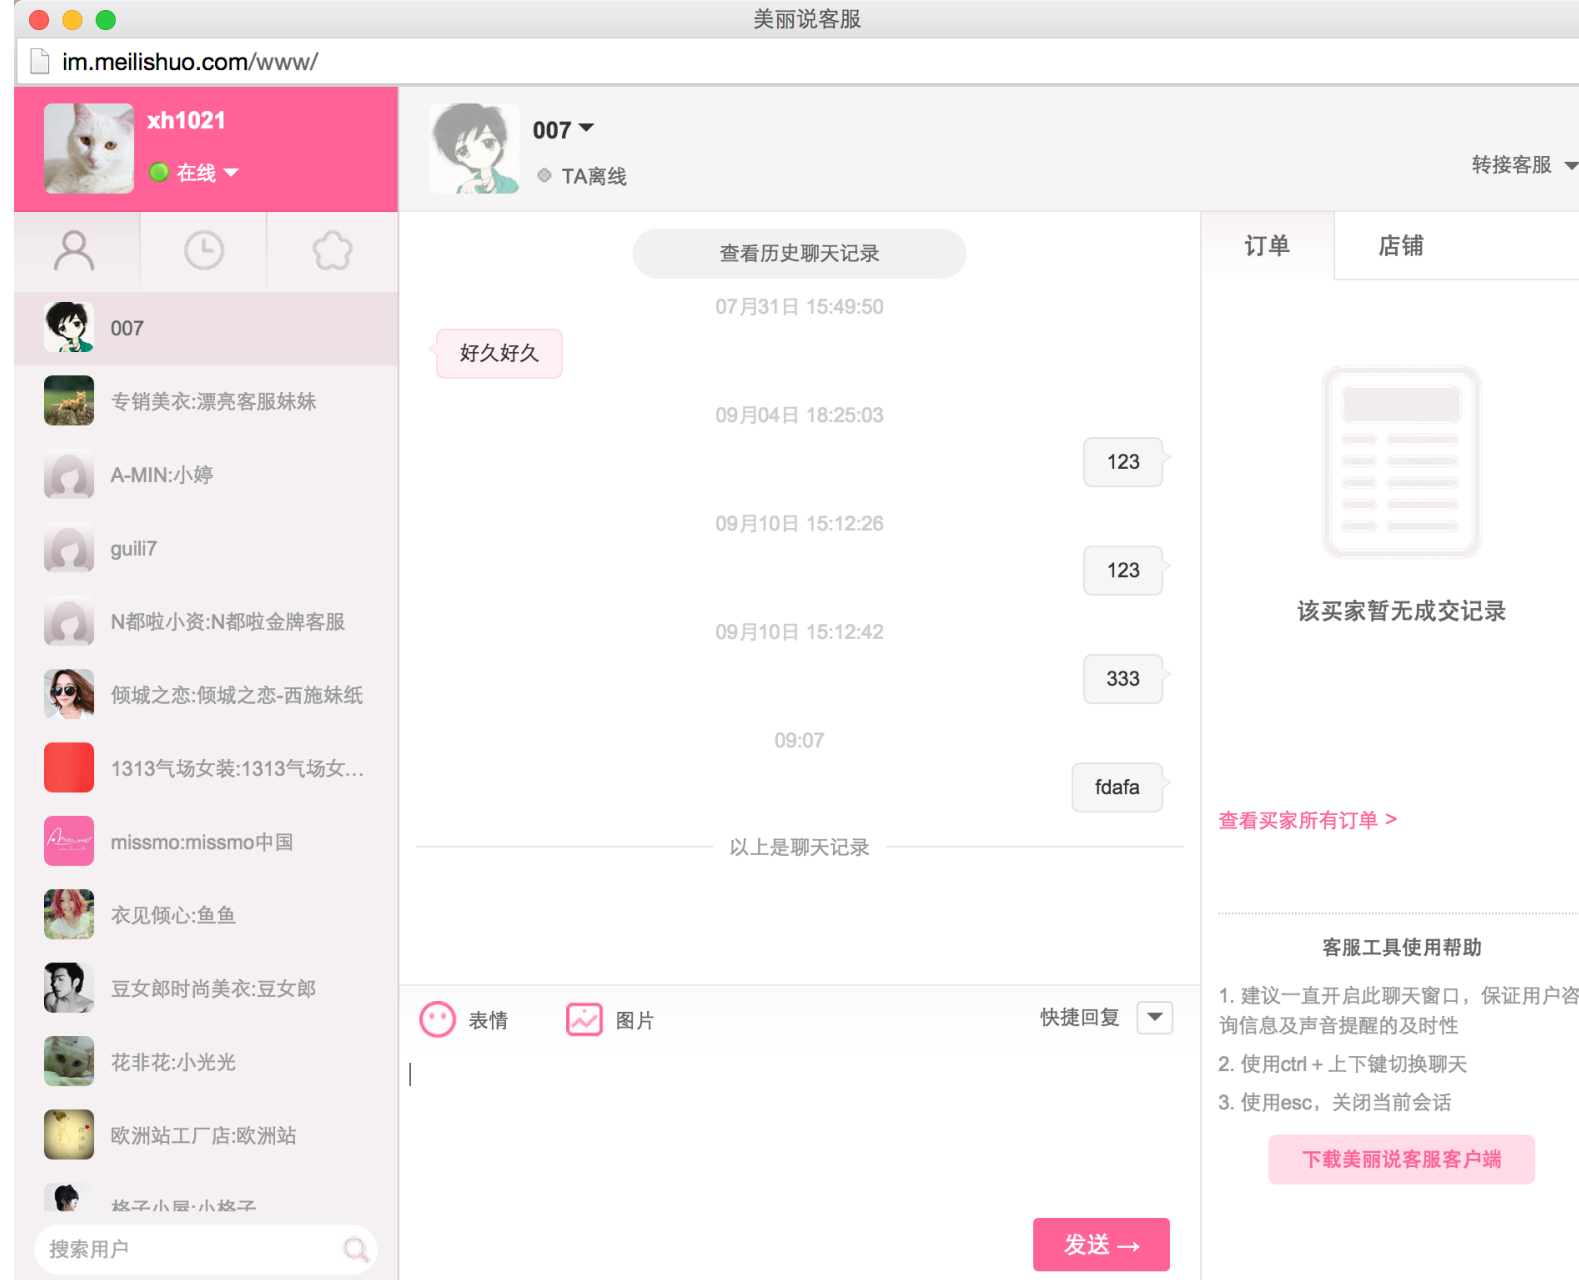 美丽说客服
im.meilishuo.com/www/
xh1021
在线
007
专销美衣:漂亮客服妹妹
A-MIN:小婷
guili7
N都啦小资:N都啦金牌客服
倾城之恋:倾城之恋-西施妹纸
1313气场女装:1313气场女...
missmo:missmo中国
衣见倾心:鱼鱼
豆女郎时尚美衣:豆女郎
花非花:小光光
欧洲站工厂店:欧洲站
格子小屋:小格子
搜索用户
007
TA离线
转接客服
查看历史聊天记录
07月31日 15:49:50
好久好久
09月04日 18:25:03
123
09月10日 15:12:26
123
09月10日 15:12:42
333
09:07
fdafa
以上是聊天记录
表情
图片
快捷回复
发送→
订单
店铺
该买家暂无成交记录
查看买家所有订单 >
客服工具使用帮助
1. 建议一直开启此聊天窗口，保证用户咨
询信息及声音提醒的及时性
2. 使用ctrl + 上下键切换聊天
3. 使用esc，关闭当前会话
下载美丽说客服客户端